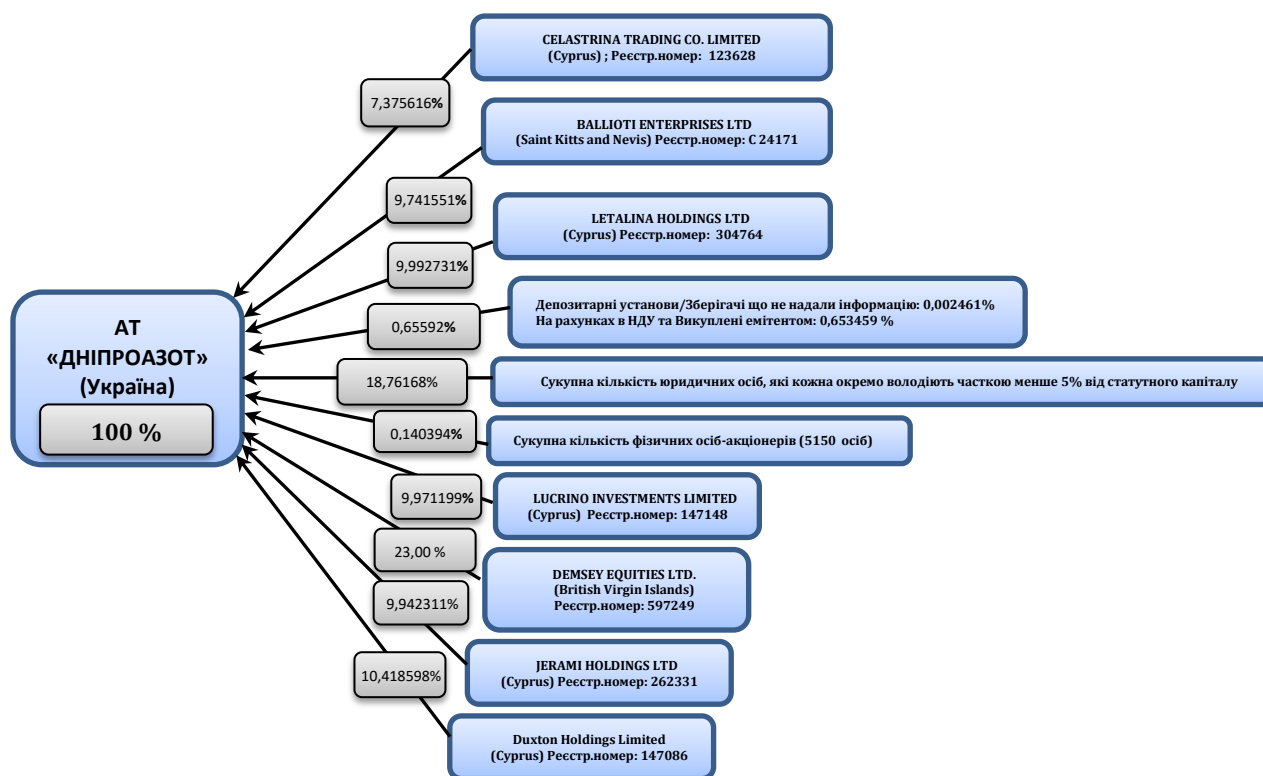 CELASTRINA TRADING CO. LIMITED
(Cyprus) ; Реєстр.номер: 123628
7,375616%
BALLIOTI ENTERPRISES LTD
(Saint Kitts and Nevis) Реєстр.номер: C 24171
9,741551%
LETALINA HOLDINGS LTD
(Cyprus) Реєстр.номер: 304764
9,992731%
Депозитарні установи/Зберігачі що не надали інформацію: 0,002461%
На рахунках в НДУ та Викуплені емітентом: 0,653459 %
0,65592%
АТ
«ДНІПРОАЗОТ»
(Україна)
100 %
18,76168%
Сукупна кількість юридичних осіб, які кожна окремо володіють часткою менше 5% від статутного капіталу
0,140394%
Сукупна кількість фізичних осіб-акціонерів (5150 осіб)
9,971199%
LUCRINO INVESTMENTS LIMITED
(Cyprus) Реєстр.номер: 147148
23,00 %
DEMSEY EQUITIES LTD.
(British Virgin Islands)
Реєстр.номер: 597249
9,942311%
JERAMI HOLDINGS LTD
(Cyprus) Реєстр.номер: 262331
10,418598%
Duxton Holdings Limited
(Cyprus) Реєстр.номер: 147086